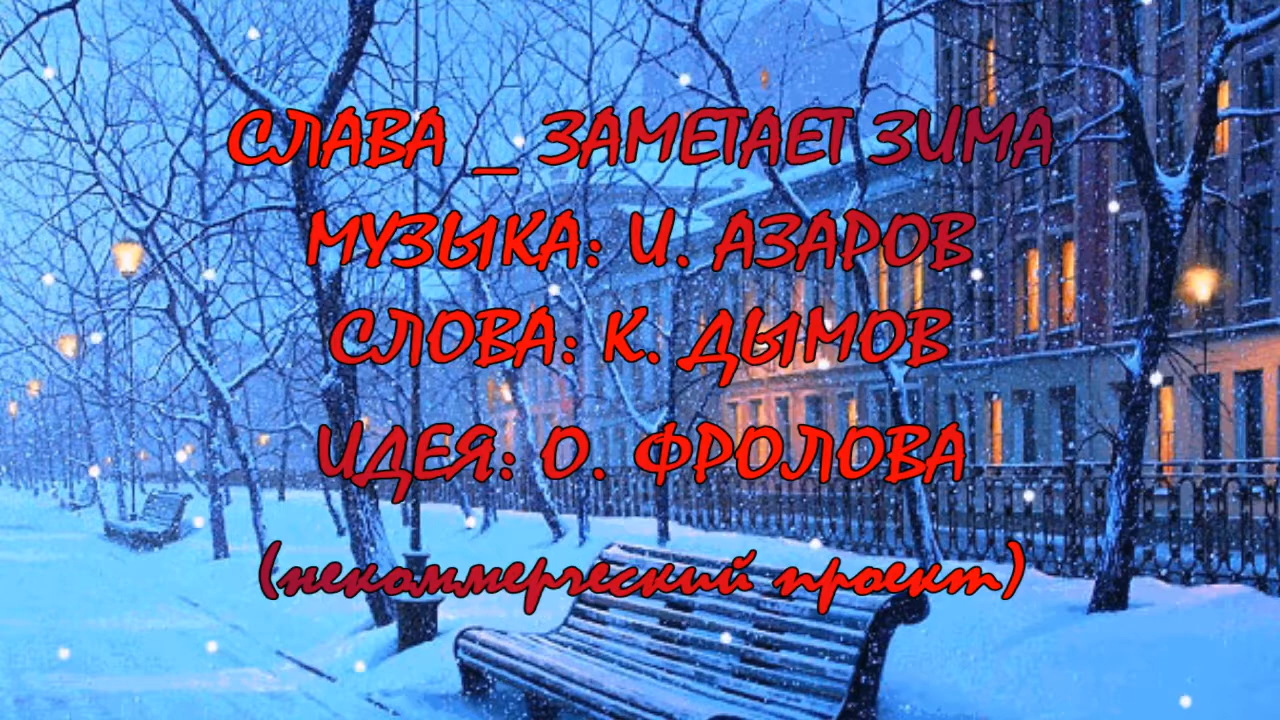 СЛАВА _ ЗАМЕТАЕТ ЗИМА
МУЗЫКА: И. АЗАРОВ
СЛОВА: К. ДЫМОВ
ИДЕЯ: О. ФРОЛОВА
(некоммерческий проект)